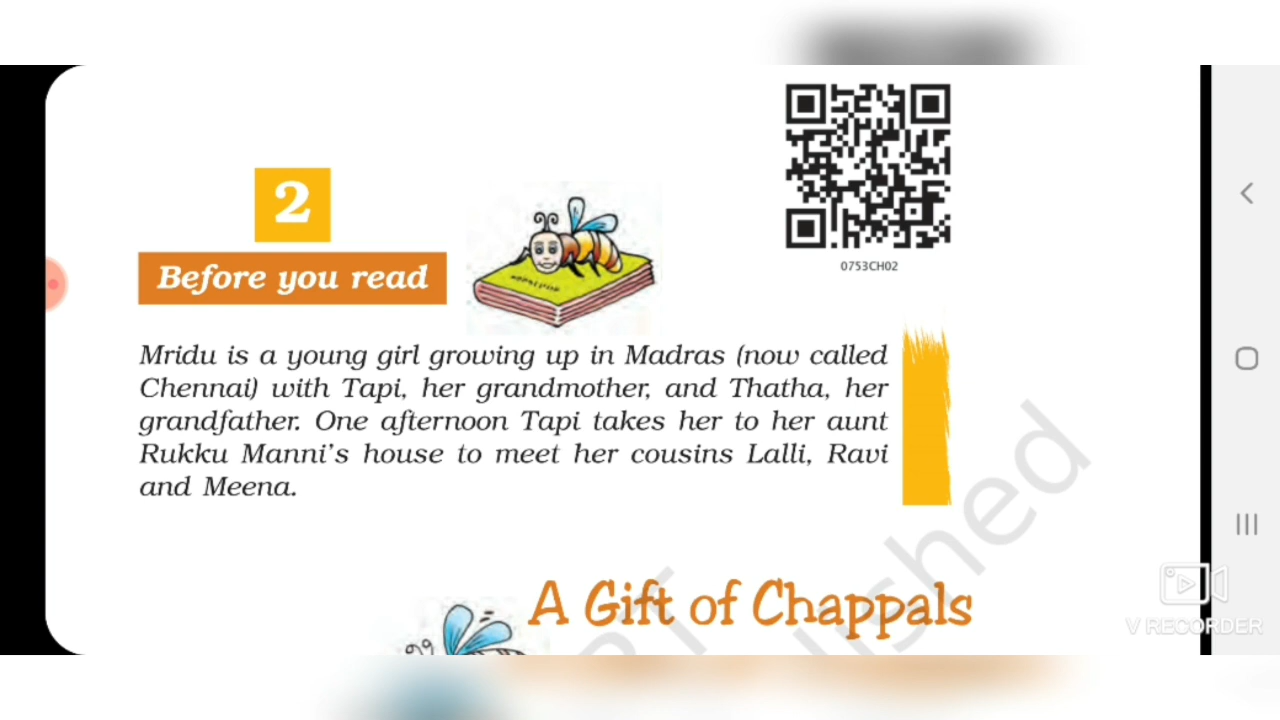 0753CH02
2
Before you read
Mridu is a young girl growing up in Madras (now called
Chennai) with Tapi, her grandmother, and Thatha, her
grandfather. One afternoon Tapi takes her to her aunt
Rukku Manni's house to meet her cousins Lalli, Ravi
and Meena.
A Gift of Chappals
V RECORDER